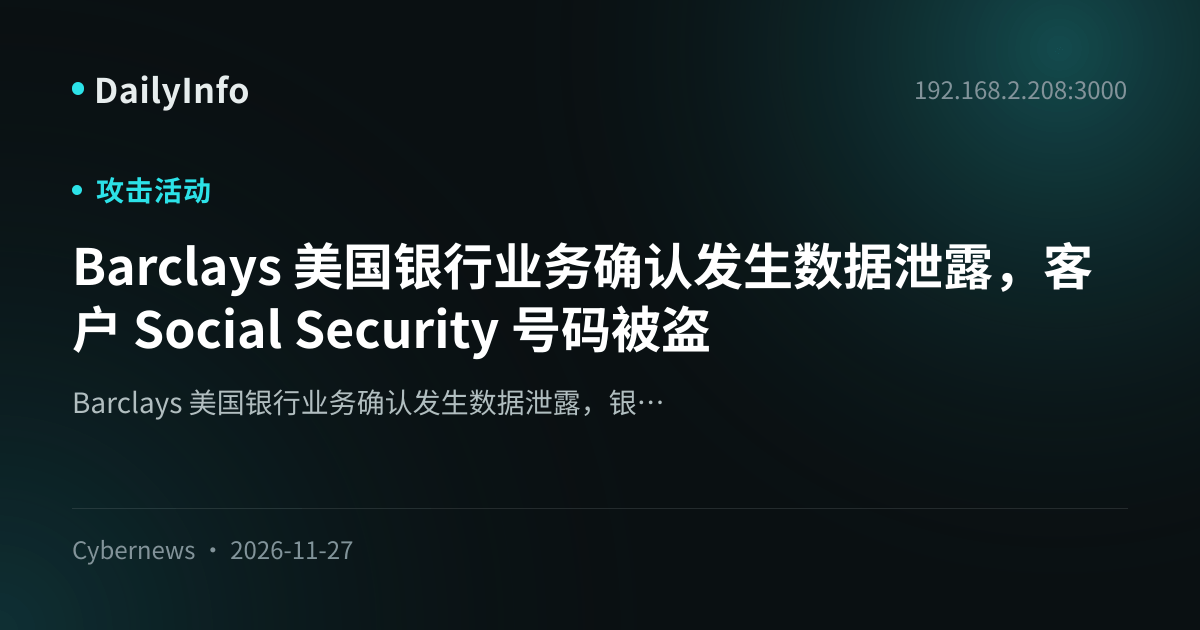 DailyInfo
192.168.2.208:3000
攻击活动
Barclays 美国银行业务确认发生数据泄露，客
户 Social Security 号码被盗
Barclays 美国银行业务确认发生数据泄露，银…
Cybernews · 2026-11-27